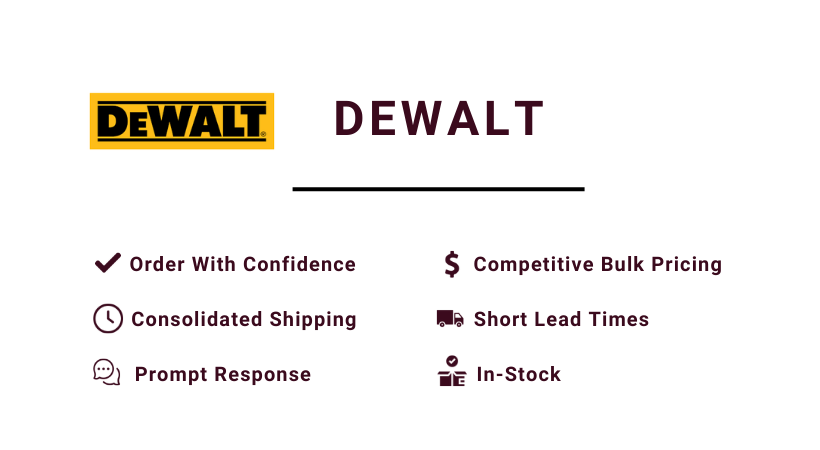 DEWALT®
DEWALT
Order With Confidence
Competitive Bulk Pricing
Consolidated Shipping
Short Lead Times
Prompt Response
In-Stock